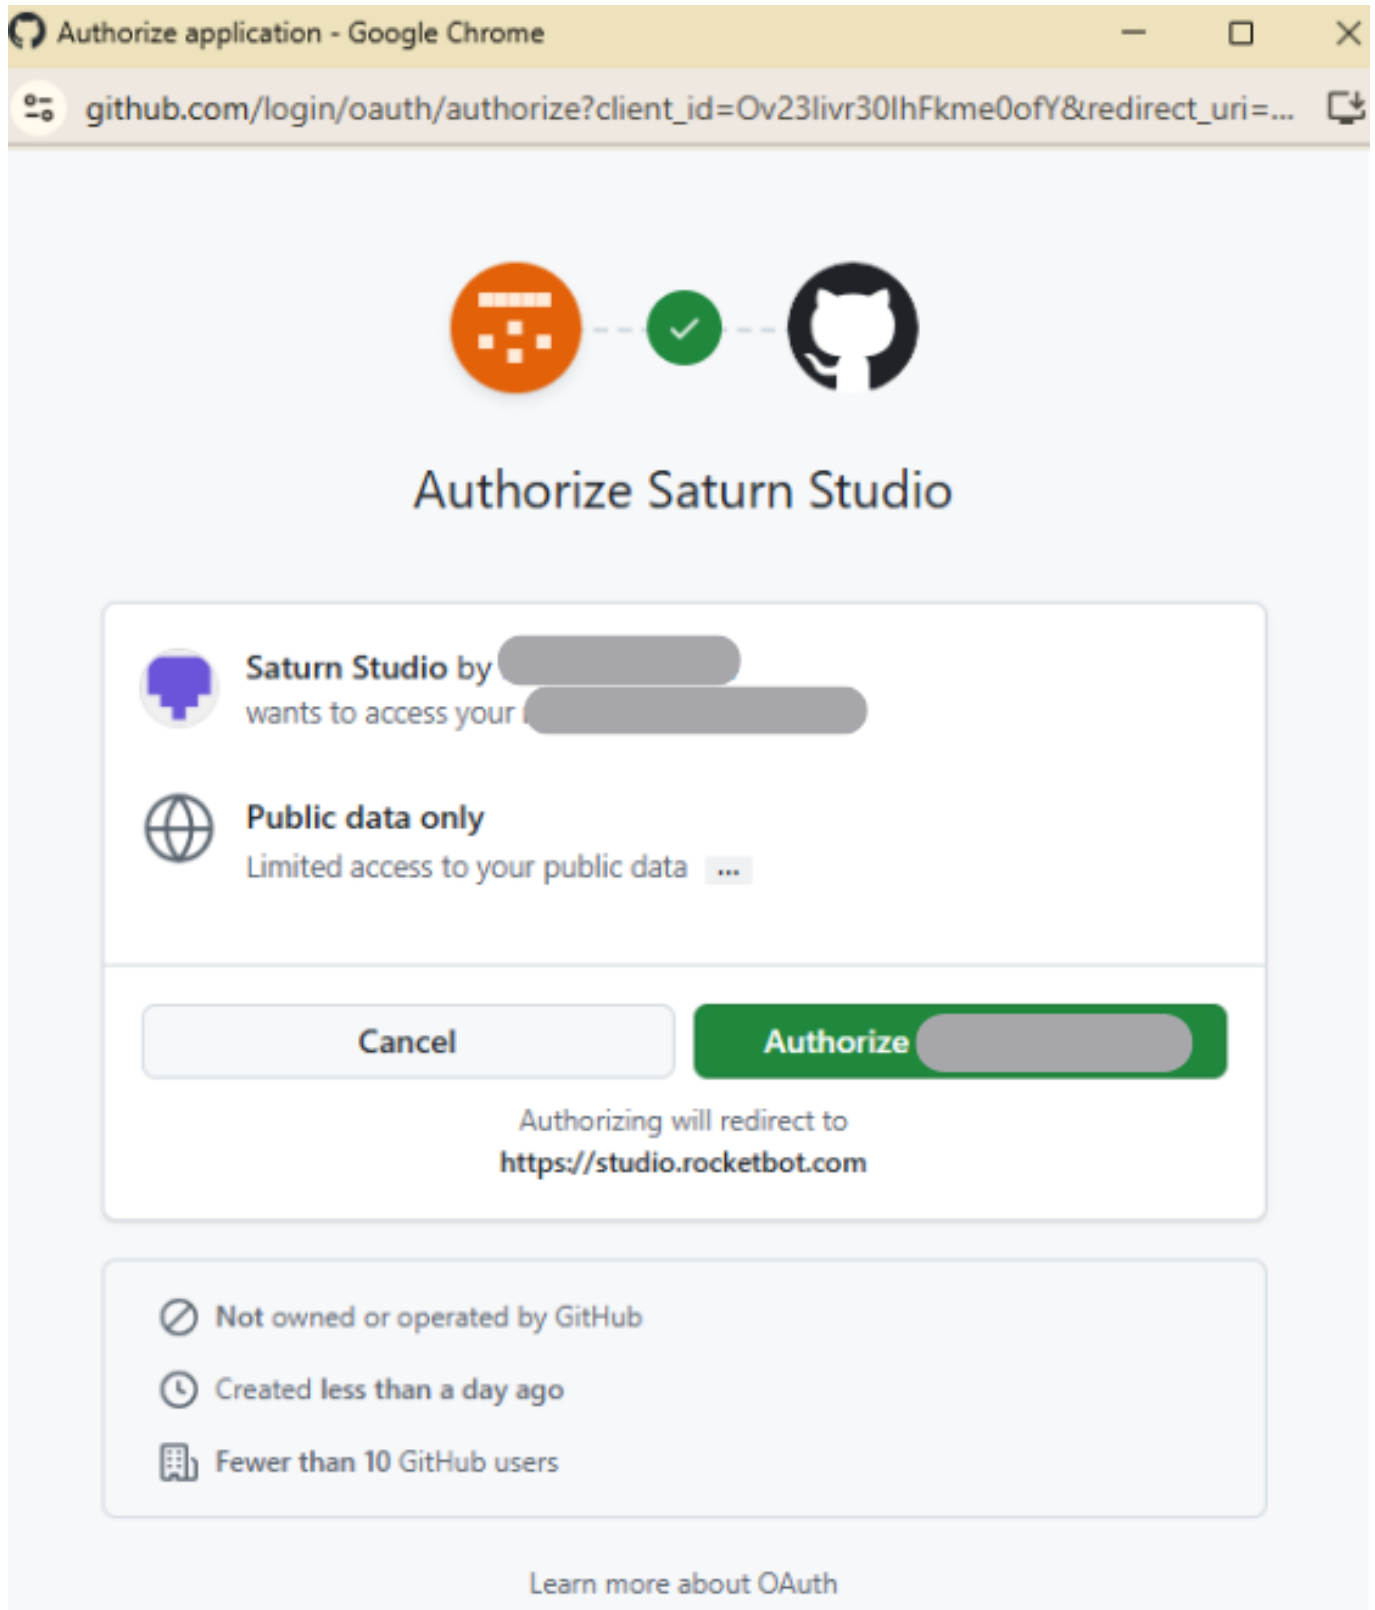 Authorize application - Google Chrome
github.com/login/oauth/authorize?client_id=Ov23livr30lhFkme0ofY&redirect_uri=...
Authorize Saturn Studio
Saturn Studio by
wants to access your
Public data only
Limited access to your public data ...
Cancel
Authorize
Authorizing will redirect to
https://studio.rocketbot.com
Not owned or operated by GitHub
Created less than a day ago
Fewer than 10 GitHub users
Learn more about OAuth